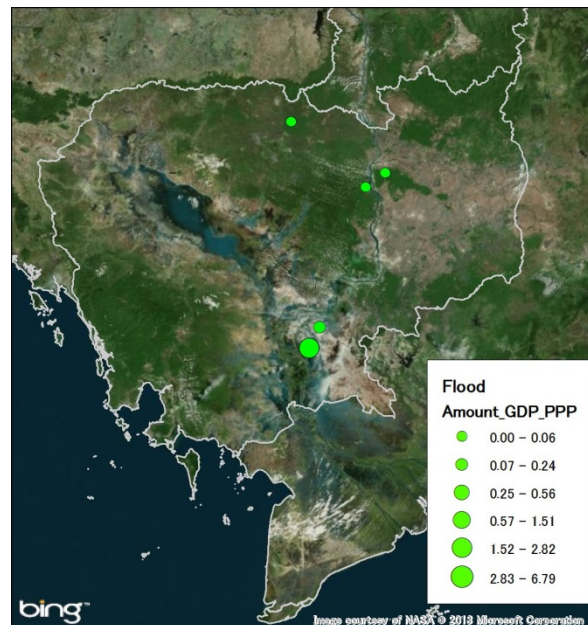 Flood
Amount_GDP_PPP
0.00 - 0.06
0.07 - 0.24
0.25 - 0.56
0.57 - 1.51
1.52 - 2.82
2.83 - 6.79
bing™
Image courtesy of NASA © 2013 Microsoft Corporation